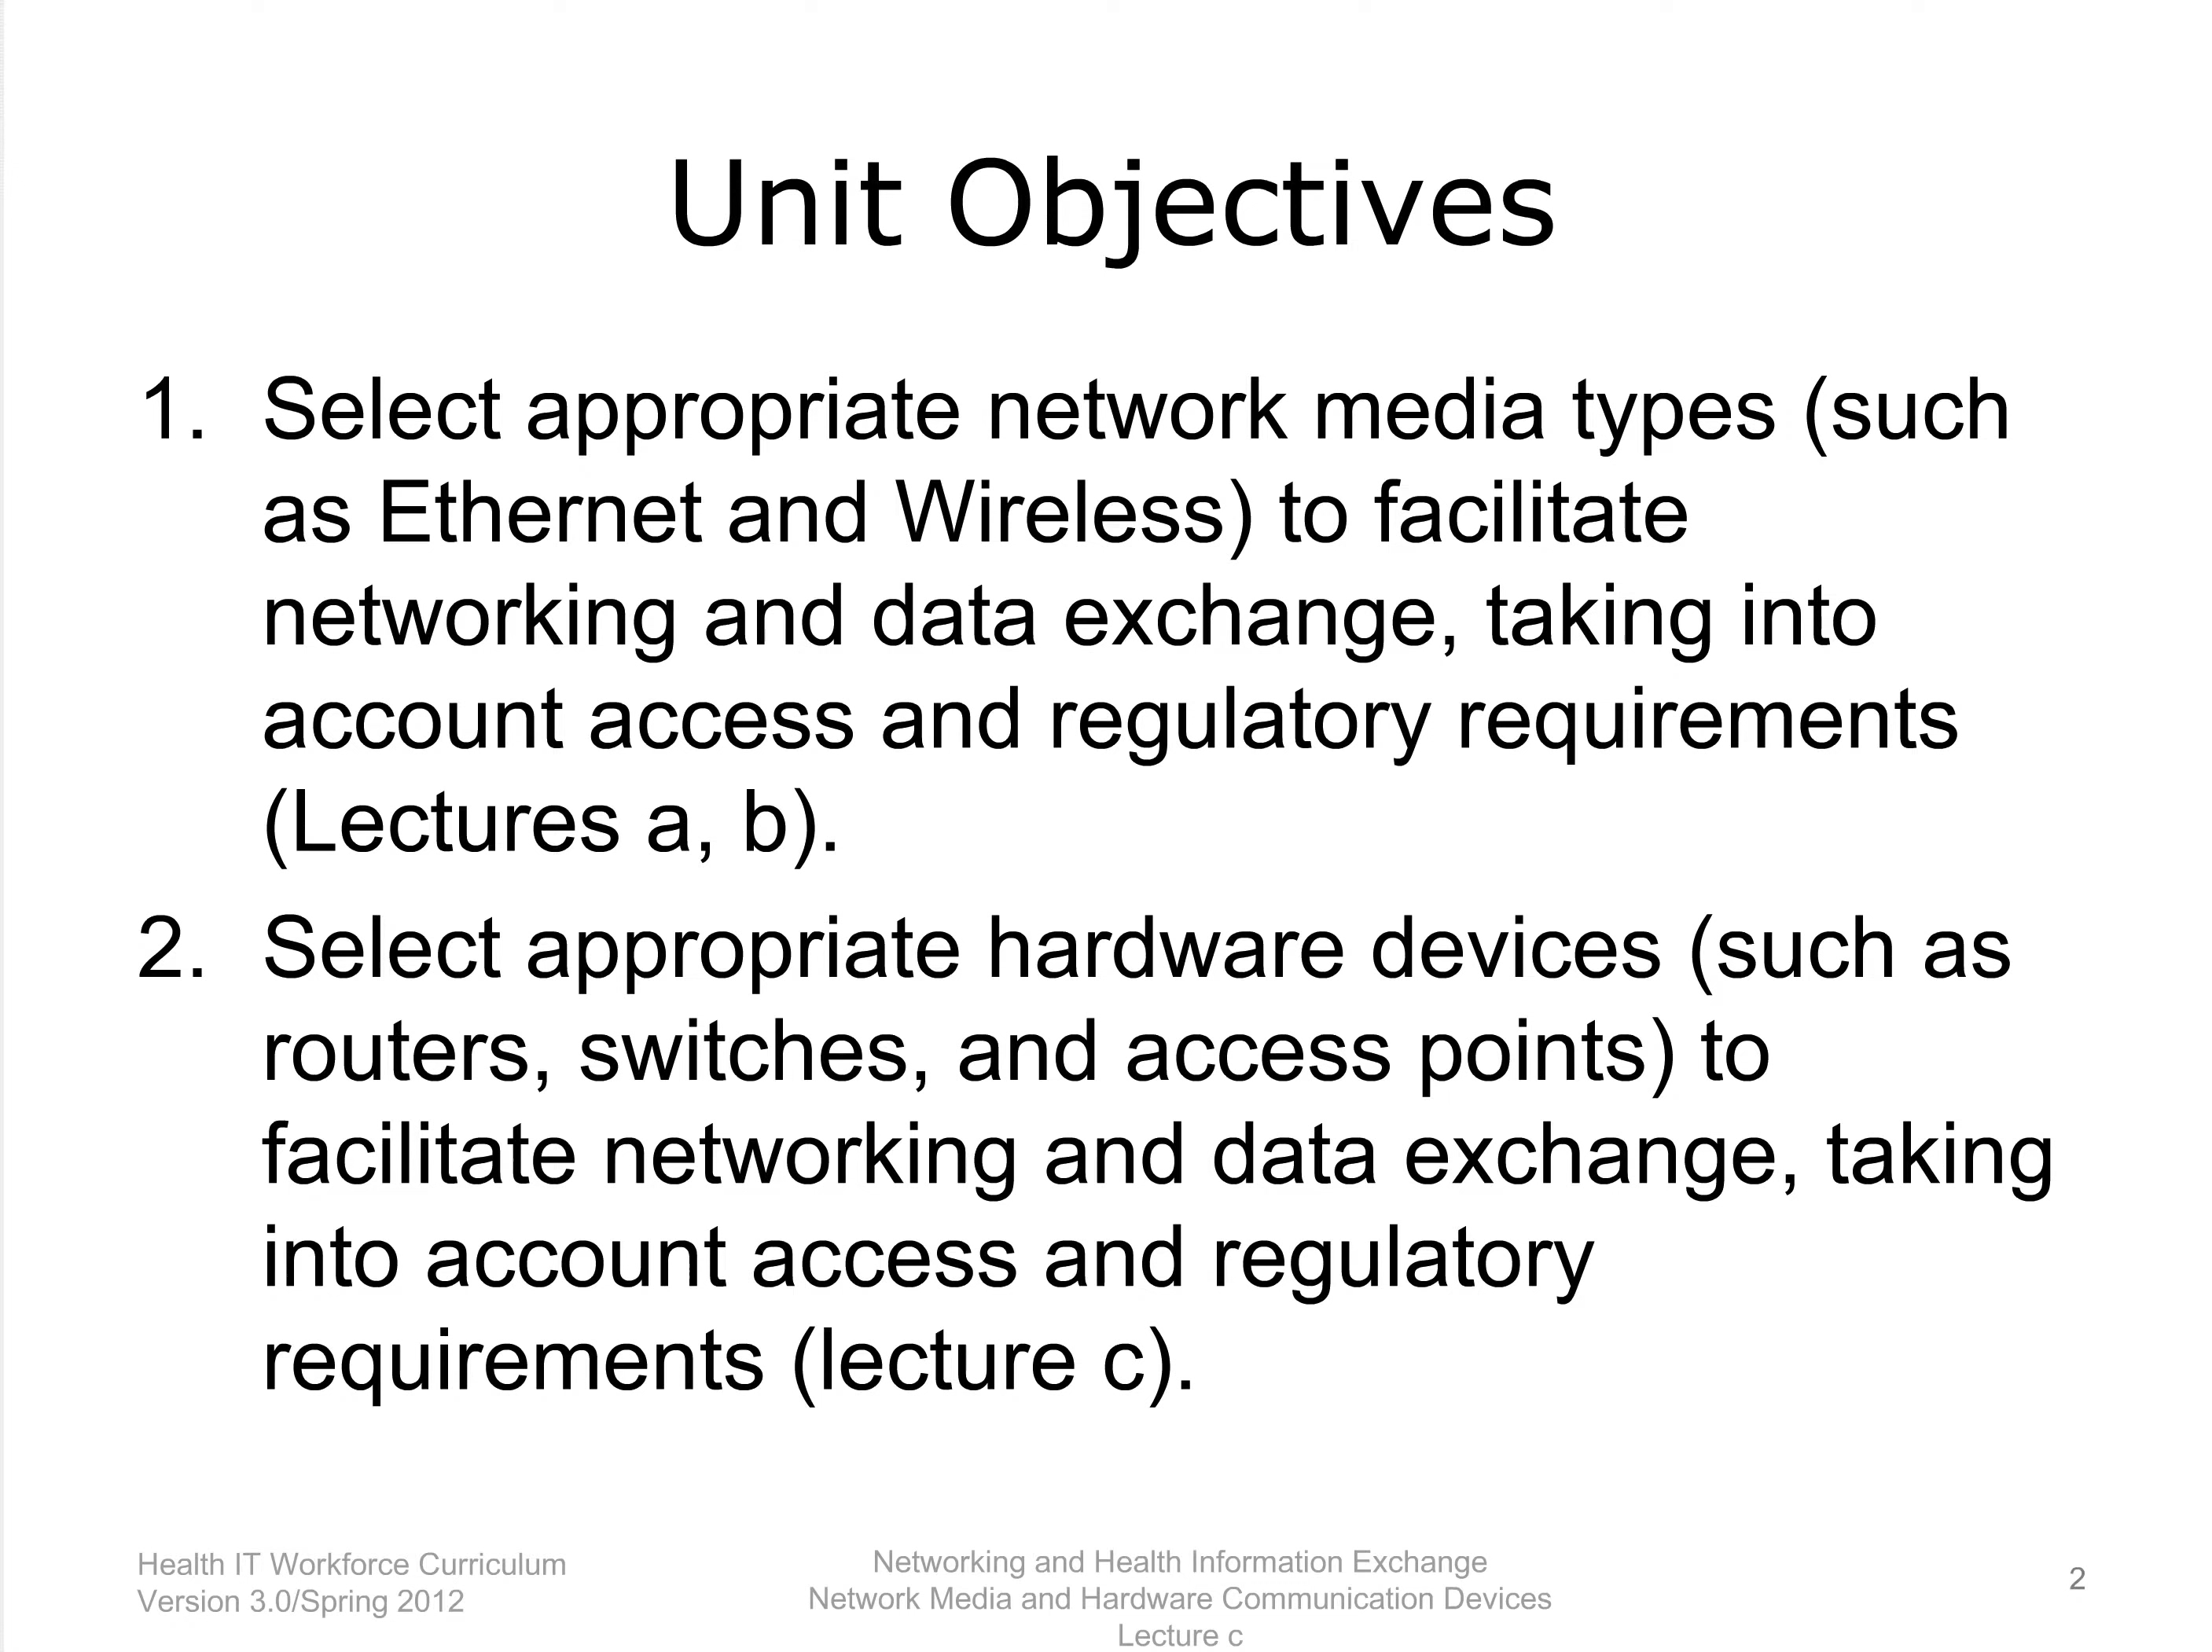 Unit Objectives
1. Select appropriate network media types (such
as Ethernet and Wireless) to facilitate
networking and data exchange, taking into
account access and regulatory requirements
(Lectures a, b).
2. Select appropriate hardware devices (such as
routers, switches, and access points) to
facilitate networking and data exchange, taking
into account access and regulatory
requirements (lecture c).
Health IT Workforce Curriculum
Version 3.0/Spring 2012
Networking and Health Information Exchange
Network Media and Hardware Communication Devices
Lecture c
2